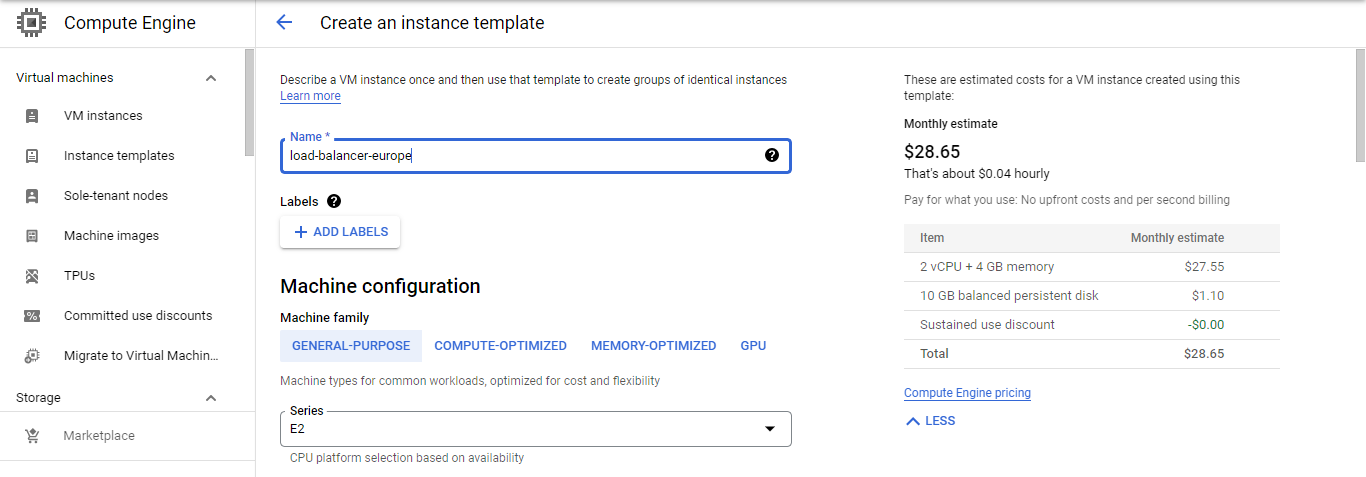 Compute Engine
Create an instance template
Virtual machines
VM instances
Instance templates
Sole-tenant nodes
Machine images
TPUs
Committed use discounts
Migrate to Virtual Machin...
Storage
Marketplace
Describe a VM instance once and then use that template to create groups of identical instances
Learn more
Name *
load-balancer-europe
Labels
ADD LABELS
Machine configuration
Machine family
GENERAL-PURPOSE COMPUTE-OPTIMIZED MEMORY-OPTIMIZED GPU
Machine types for common workloads, optimized for cost and flexibility
Series
E2
CPU platform selection based on availability
These are estimated costs for a VM instance created using this
template:
Monthly estimate
$28.65
That's about $0.04 hourly
Pay for what you use: No upfront costs and per second billing
Item Monthly estimate
2 vCPU + 4 GB memory $27.55
10 GB balanced persistent disk $1.10
Sustained use discount -$0.00
Total $28.65
Compute Engine pricing
LESS